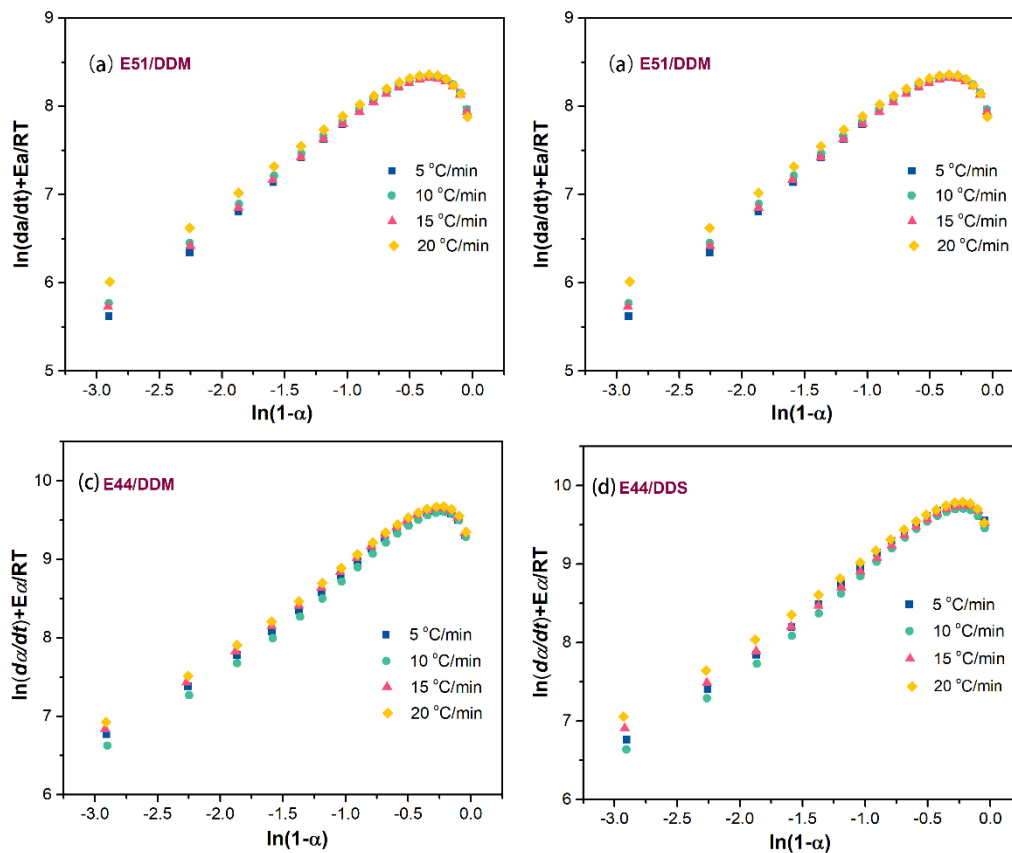 (a) E51/DDM
ln(da/dt)+Ea/RT
9
8
7
6
5
5 °C/min
10 °C/min
15 °C/min
20 °C/min
-3.0 -2.5 -2.0 -1.5 -1.0 -0.5 0.0
ln(1-α)
(a) E51/DDM
ln(da/dt)+Ea/RT
9
8
7
6
5
5 °C/min
10 °C/min
15 °C/min
20 °C/min
-3.0 -2.5 -2.0 -1.5 -1.0 -0.5 0.0
ln(1-α)
(c) E44/DDM
ln(dα/dt)+Eα/RT
10
9
8
7
6
5 °C/min
10 °C/min
15 °C/min
20 °C/min
-3.0 -2.5 -2.0 -1.5 -1.0 -0.5 0.0
ln(1-α)
(d) E44/DDS
ln(dα/dt)+Eα/RT
10
9
8
7
6
5 °C/min
10 °C/min
15 °C/min
20 °C/min
-3.0 -2.5 -2.0 -1.5 -1.0 -0.5 0.0
ln(1-α)